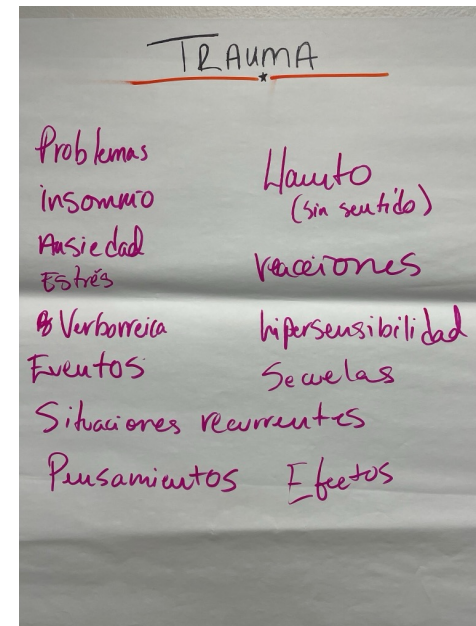 TRAUMA
Problemas
insomnio
Ansiedad
Estrés
Verborreica
Eventos
Llanto
(sin sentido)
reacciones
hipersensibilidad
Secuelas
Situaciones recurrentes
Pensamientos Efectos